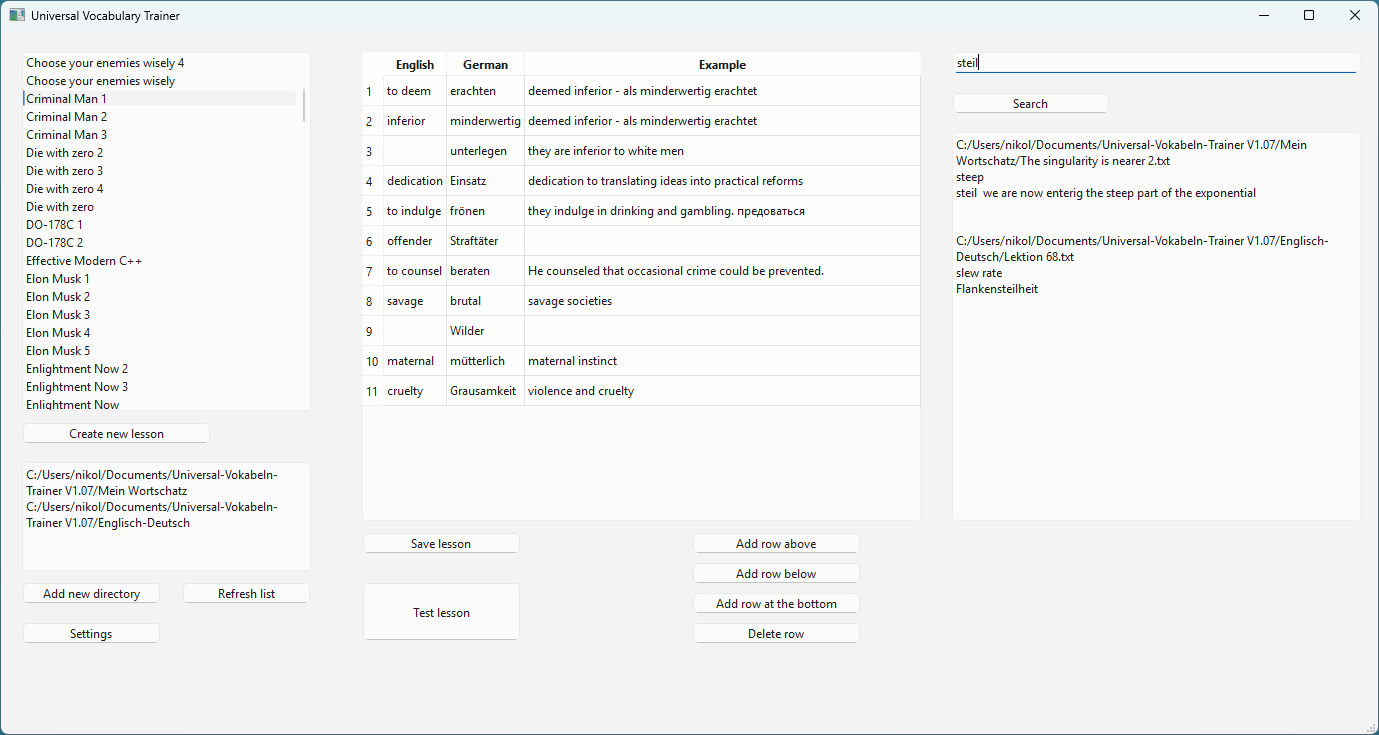 Universal Vocabulary Trainer
Choose your enemies wisely 4
Choose your enemies wisely
Criminal Man 1
Criminal Man 2
Criminal Man 3
Die with zero 2
Die with zero 3
Die with zero 4
Die with zero
DO-178C 1
DO-178C 2
Effective Modern C++
Elon Musk 1
Elon Musk 2
Elon Musk 3
Elon Musk 4
Elon Musk 5
Enlightment Now 2
Enlightment Now 3
Enlightment Now
Create new lesson
C:/Users/nikol/Documents/Universal-Vokabeln-
Trainer V1.07/Mein Wortschatz
C:/Users/nikol/Documents/Universal-Vokabeln-
Trainer V1.07/Englisch-Deutsch
Add new directory Refresh list
Settings
English German Example
1 to deem erachten deemed inferior - als minderwertig erachtet
2 inferior minderwertig deemed inferior - als minderwertig erachtet
3 unterlegen they are inferior to white men
4 dedication Einsatz dedication to translating ideas into practical reforms
5 to indulge frönen they indulge in drinking and gambling. предоваться
6 offender Straftäter
7 to counsel beraten He counseled that occasional crime could be prevented.
8 savage brutal savage societies
9 Wilder
10 maternal mütterlich maternal instinct
11 cruelty Grausamkeit violence and cruelty
Save lesson
Test lesson
Add row above
Add row below
Add row at the bottom
Delete row
steil
Search
C:/Users/nikol/Documents/Universal-Vokabeln-Trainer V1.07/Mein
Wortschatz/The singularity is nearer 2.txt
steep
steil we are now enterig the steep part of the exponential
C:/Users/nikol/Documents/Universal-Vokabeln-Trainer V1.07/Englisch-
Deutsch/Lektion 68.txt
slew rate
Flankensteilheit